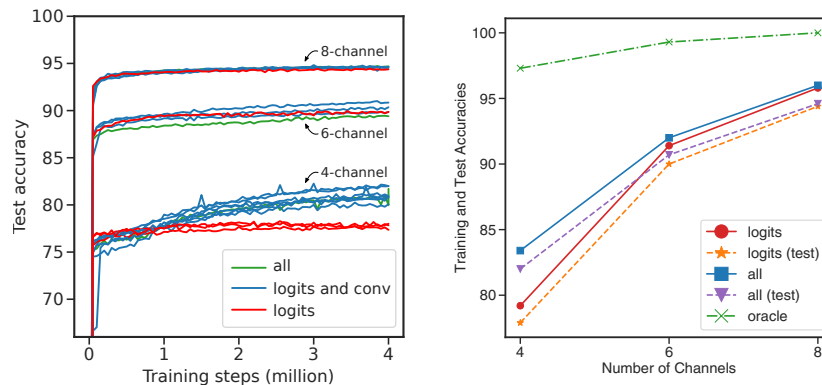 Test accuracy
100
95
90
85
80
75
70
8-channel
6-channel
4-channel
all
logits and conv
logits
0
1
2
3
4
Training steps (million)
Training and Test Accuracies
100
95
90
85
80
logits
logits (test)
all
all (test)
oracle
4
6
8
Number of Channels